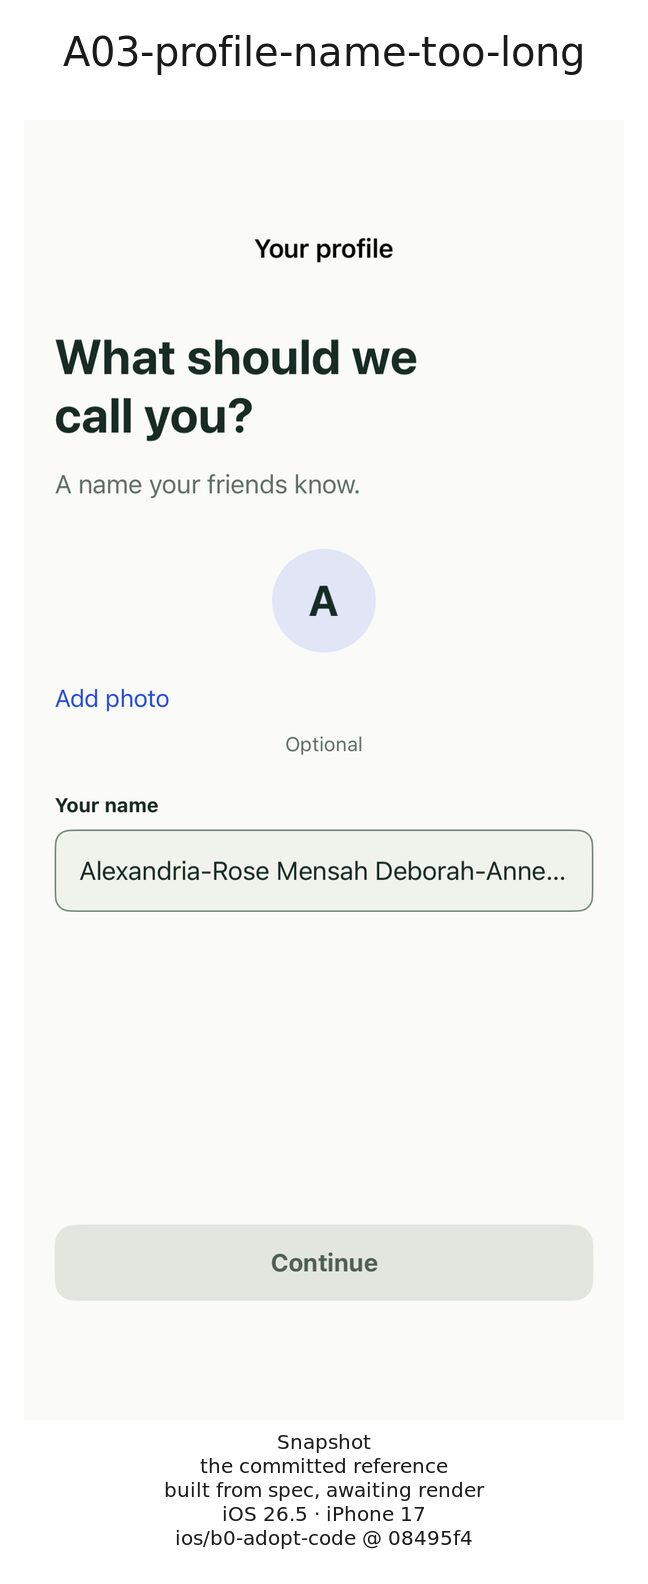 A03-profile-name-too-long
Your profile
What should we
call you?
A name your friends know.
A
Add photo
Optional
Your name
Alexandria-Rose Mensah Deborah-Anne...
Continue
Snapshot
the committed reference
built from spec, awaiting render
iOS 26.5 · iPhone 17
ios/b0-adopt-code @ 08495f4